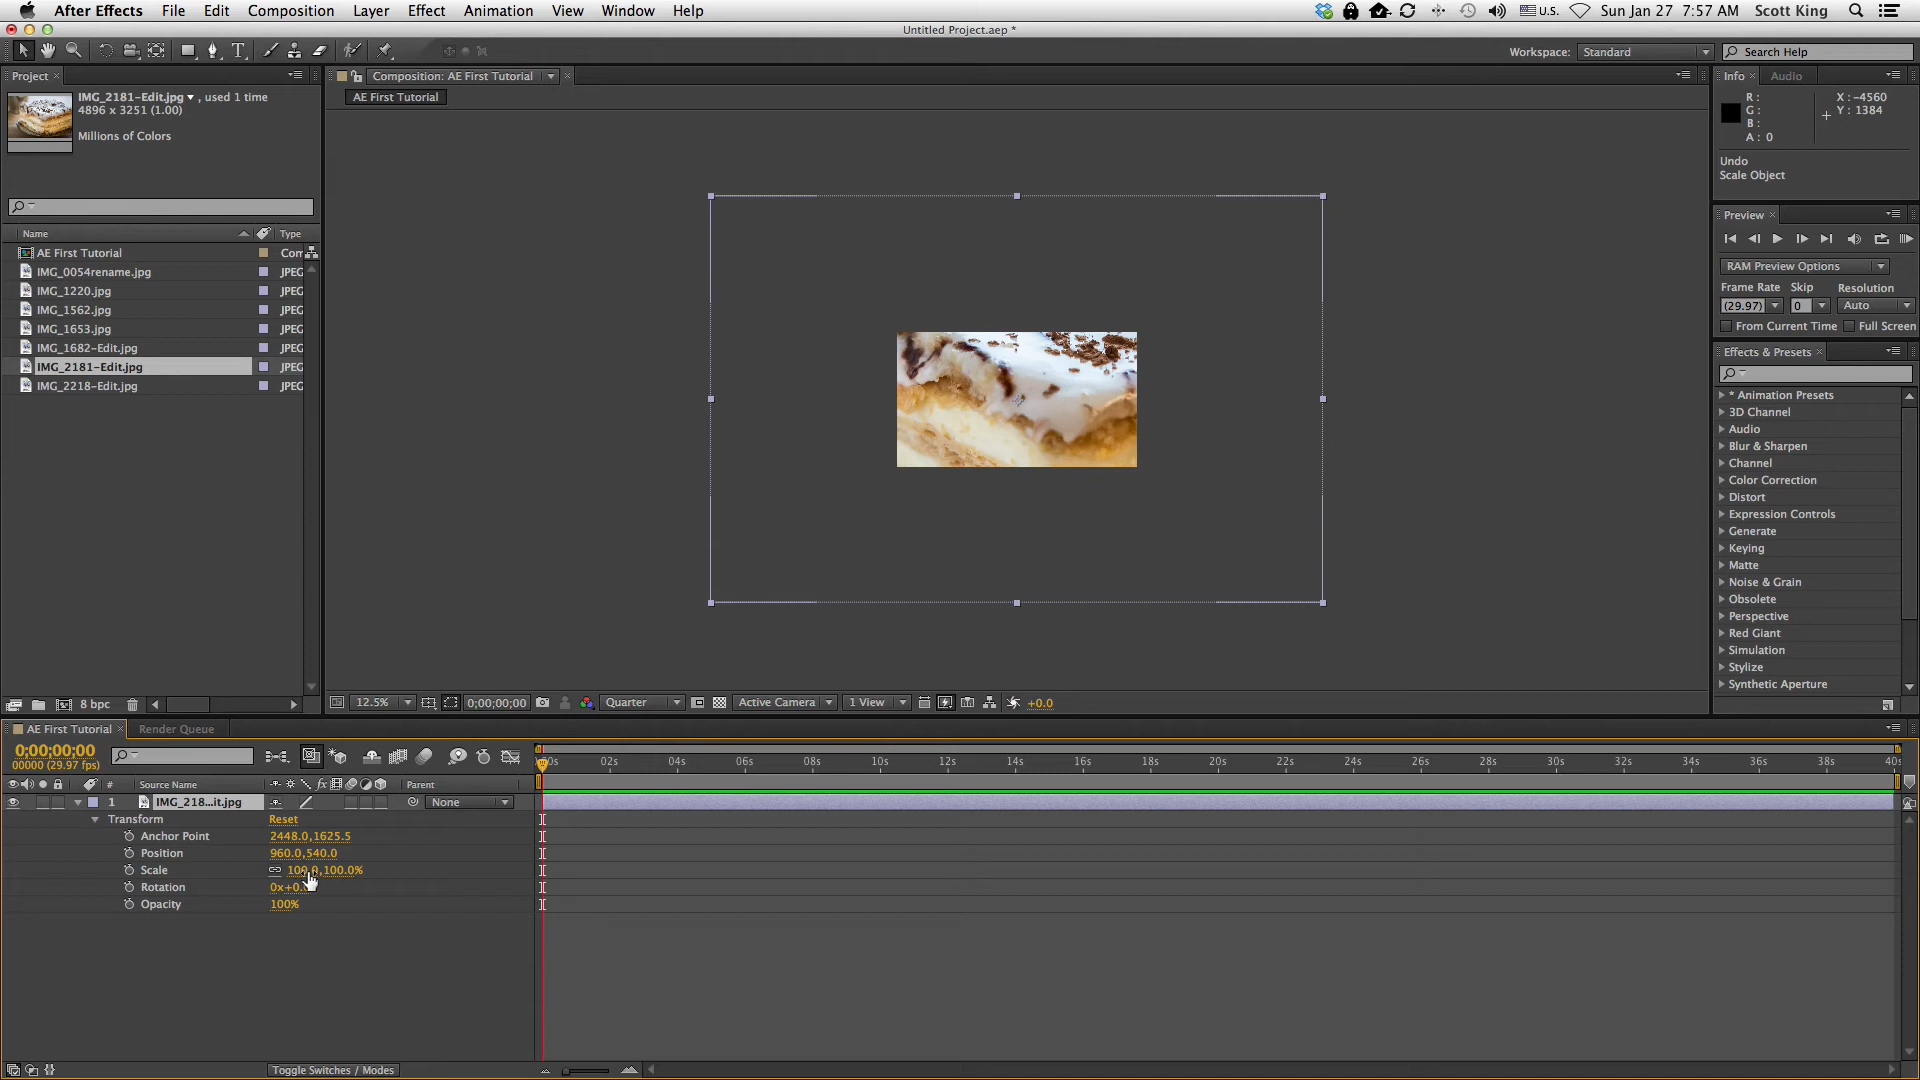 After Effects File Edit Composition Layer Effect Animation View Window Help U.S. Sun Jan 27 7:57 AM Scott King
Untitled Project.aep *
T Workspace: Standard Search Help
Project
IMG_2181-Edit.jpg , used 1 time
4896 x 3251 (1.00)
Millions of Colors
Name Type
AE First Tutorial Com
IMG_0054rename.jpg JPEG
IMG_1220.jpg JPEG
IMG_1562.jpg JPEG
IMG_1653.jpg JPEG
IMG_1682-Edit.jpg JPEG
IMG_2181-Edit.jpg JPEG
IMG_2218-Edit.jpg JPEG
8 bpc
Composition: AE First Tutorial
AE First Tutorial
12.5% 0;00;00;00 Quarter Active Camera 1 View +0.0
Info Audio
R : X : -4560
G : Y : 1384
B :
A : 0
Undo
Scale Object
Preview
RAM Preview Options
Frame Rate Skip Resolution
(29.97) 0 Auto
From Current Time Full Screen
Effects & Presets
* Animation Presets
3D Channel
Audio
Blur & Sharpen
Channel
Color Correction
Distort
Expression Controls
Generate
Keying
Matte
Noise & Grain
Obsolete
Perspective
Red Giant
Simulation
Stylize
Synthetic Aperture
AE First Tutorial Render Queue
0;00;00;00
00000 (29.97 fps)
02s 04s 06s 08s 10s 12s 14s 16s 18s 20s 22s 24s 26s 28s 30s 32s 34s 36s 38s 40s
# Source Name fx Parent
1 IMG_218...it.jpg None
Transform Reset
Anchor Point 2448.0,1625.5
Position 960.0,540.0
Scale 100.0,100.0%
Rotation 0x+0.0
Opacity 100%
Toggle Switches / Modes